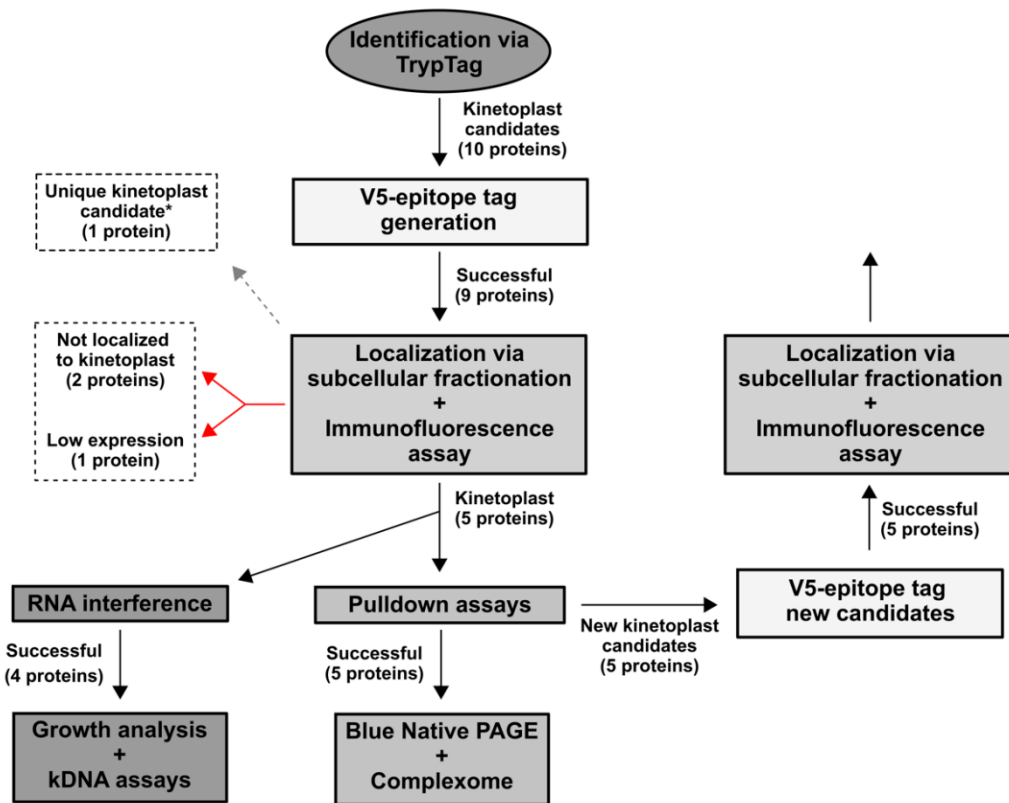 Identification via
TrypTag
Kinetoplast
candidates
(10 proteins)
Unique kinetoplast
candidate*
(1 protein)
V5-epitope tag
generation
Successful
(9 proteins)
Not localized
to kinetoplast
(2 proteins)
Low expression
(1 protein)
Localization via
subcellular fractionation
+
Immunofluorescence
assay
Localization via
subcellular fractionation
+
Immunofluorescence
assay
Kinetoplast
(5 proteins)
Successful
(5 proteins)
RNA interference
Pulldown assays
V5-epitope tag
new candidates
New kinetoplast
candidates
(5 proteins)
Successful
(4 proteins)
Successful
(5 proteins)
Growth analysis
+
kDNA assays
Blue Native PAGE
+
Complexome